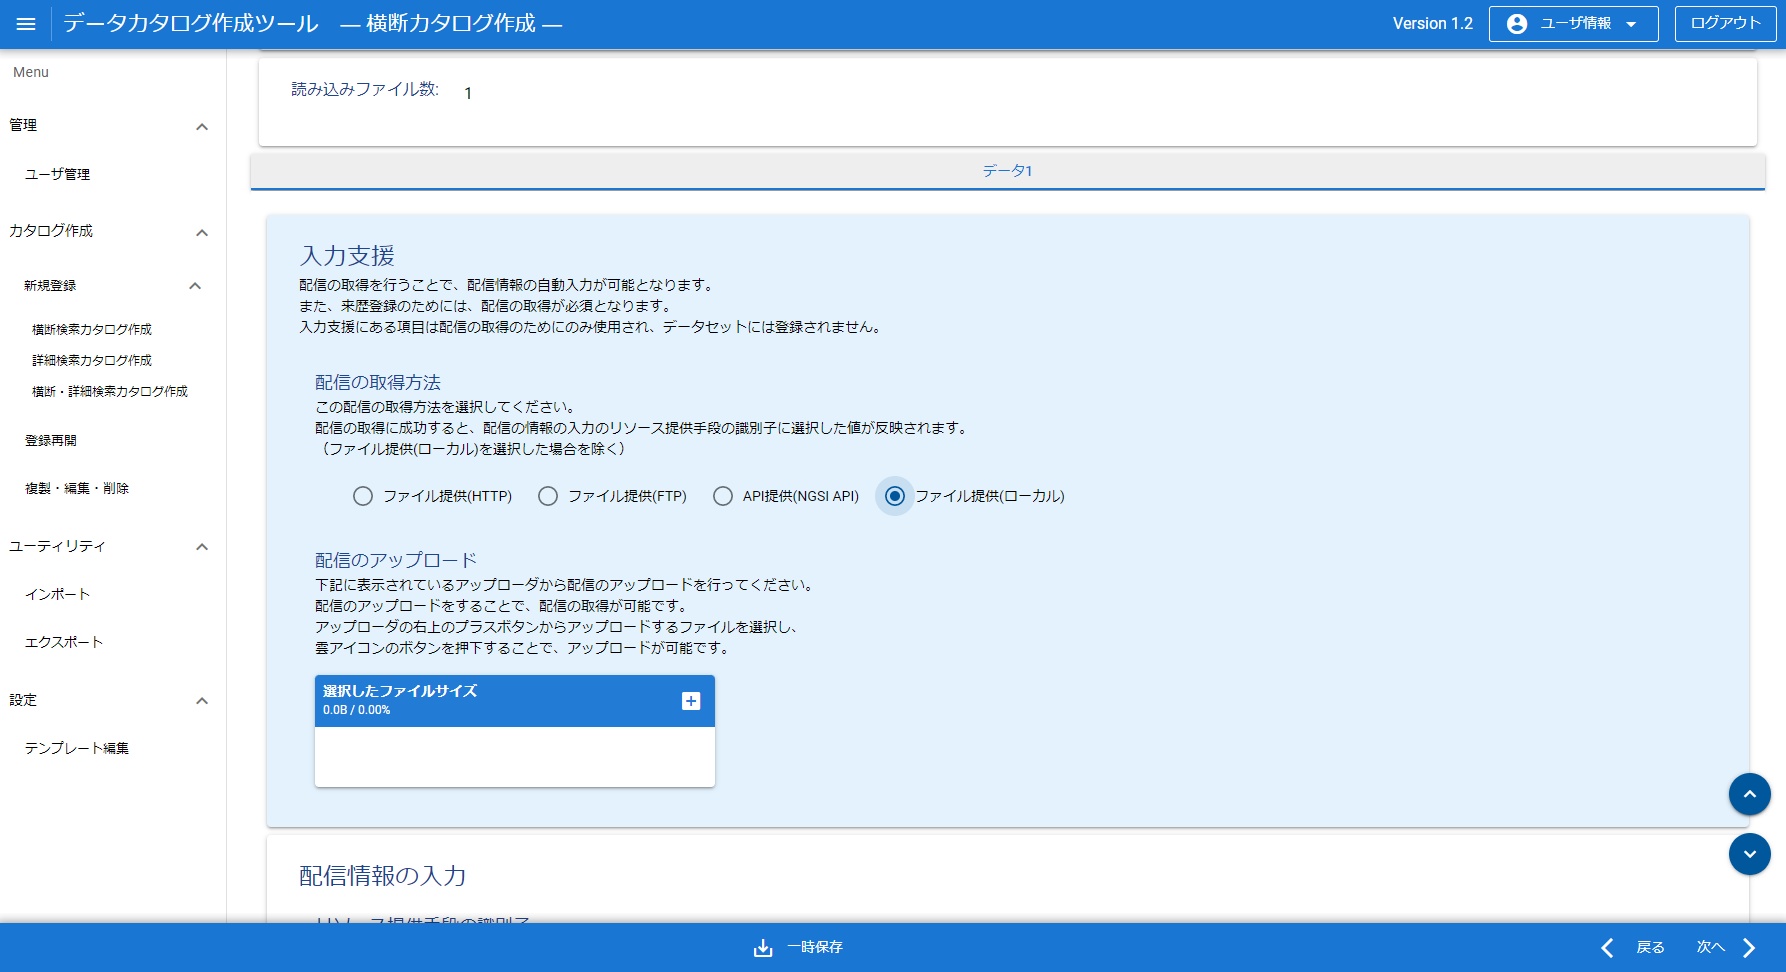 データカタログ作成ツール　― 横断カタログ作成 ―
Version 1.2
ユーザ情報
ログアウト
Menu
管理
ユーザ管理
カタログ作成
新規登録
横断検索カタログ作成
詳細検索カタログ作成
横断・詳細検索カタログ作成
登録再開
複製・編集・削除
ユーティリティ
インポート
エクスポート
設定
テンプレート編集
読み込みファイル数: 1
データ1
入力支援
配信の取得を行うことで、配信情報の自動入力が可能となります。
また、来歴登録のためには、配信の取得が必須となります。
入力支援にある項目は配信の取得のためにのみ使用され、データセットには登録されません。
配信の取得方法
この配信の取得方法を選択してください。
配信の取得に成功すると、配信の情報の入力のリソース提供手段の識別子に選択した値が反映されます。
（ファイル提供(ローカル)を選択した場合を除く）
ファイル提供(HTTP) ファイル提供(FTP) API提供(NGSI API) ファイル提供(ローカル)
配信のアップロード
下記に表示されているアップローダから配信のアップロードを行ってください。
配信のアップロードをすることで、配信の取得が可能です。
アップローダの右上のプラスボタンからアップロードするファイルを選択し、
雲アイコンのボタンを押下することで、アップロードが可能です。
選択したファイルサイズ
0.0B / 0.00%
配信情報の入力
リソース提供手段の識別子
一時保存
戻る
次へ